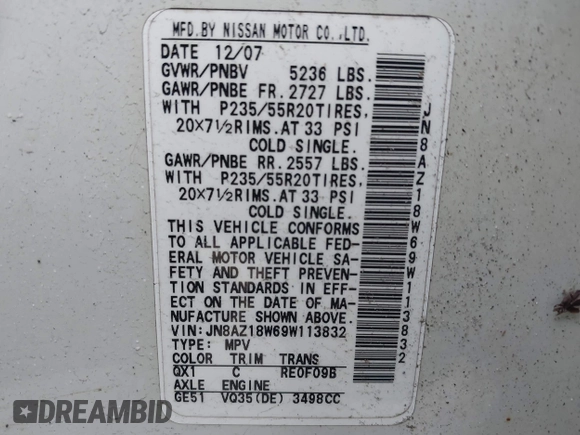 MFD.BY NISSAN MOTOR CO.,LTD.
DATE 12/07
GVWR/PNBV 5236 LBS.
GAWR/PNBE FR. 2727 LBS.
WITH P235/55R20TIRES,
20X7½RIMS.AT 33 PSI
COLD SINGLE.
GAWR/PNBE RR. 2557 LBS.
WITH P235/55R20TIRES,
20X7½RIMS.AT 33 PSI
COLD SINGLE.
THIS VEHICLE CONFORMS
TO ALL APPLICABLE FED-
ERAL MOTOR VEHICLE SA-
FETY AND THEFT PREVEN-
TION STANDARDS IN EFF-
ECT ON THE DATE OF MA-
NUFACTURE SHOWN ABOVE.
VIN:JN8AZ18W69W113832
TYPE: MPV
COLOR TRIM TRANS
QX1 C RE0F09B
AXLE ENGINE
GE51 VQ35(DE) 3498CC
JN8AZ18W69W113832
DREAMBID
.COM